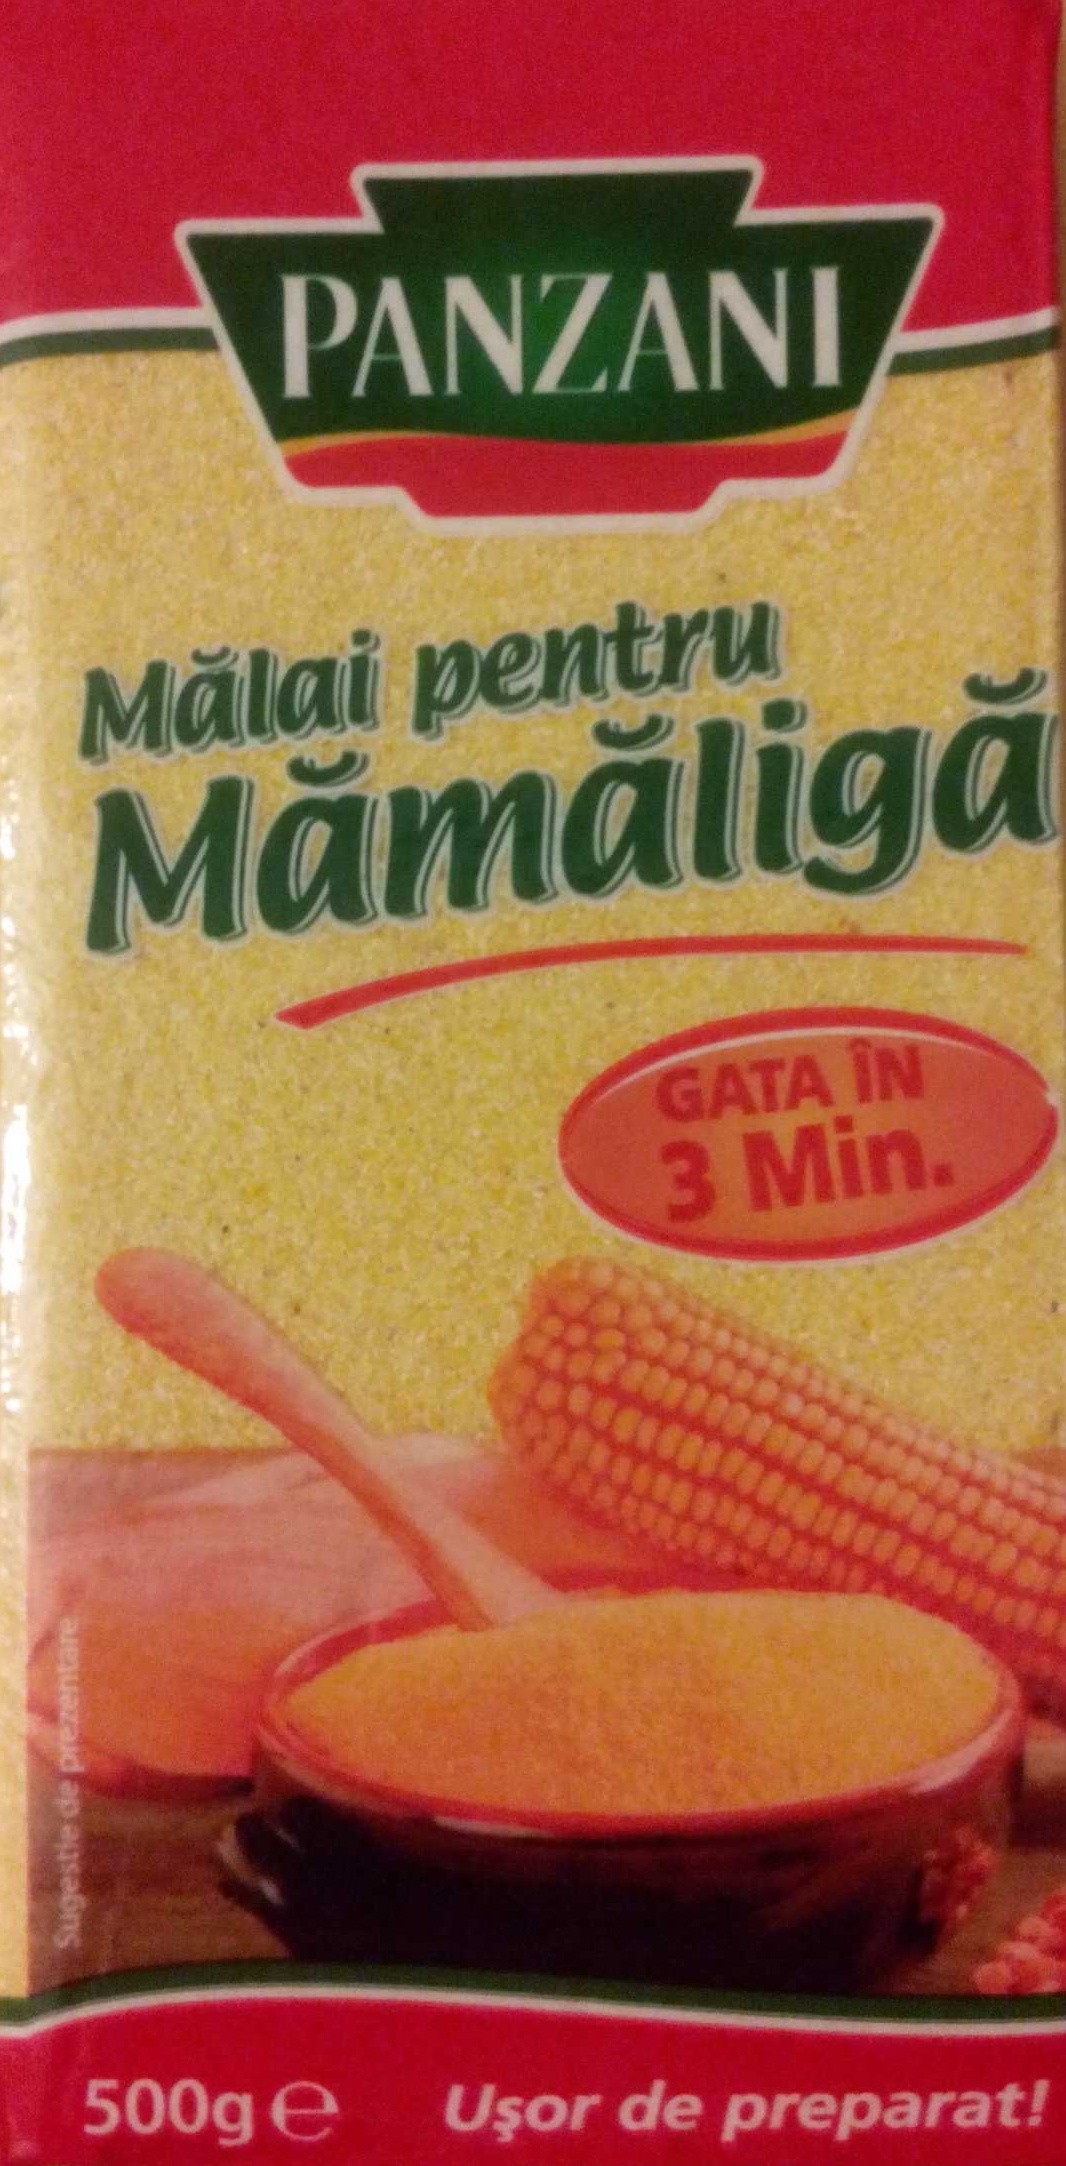 PANZANI
Mălai pentru
Mămăligă
GATA ÎN
3 Min.
Sugestie de prezentare
500g ℮
Uşor de preparat!